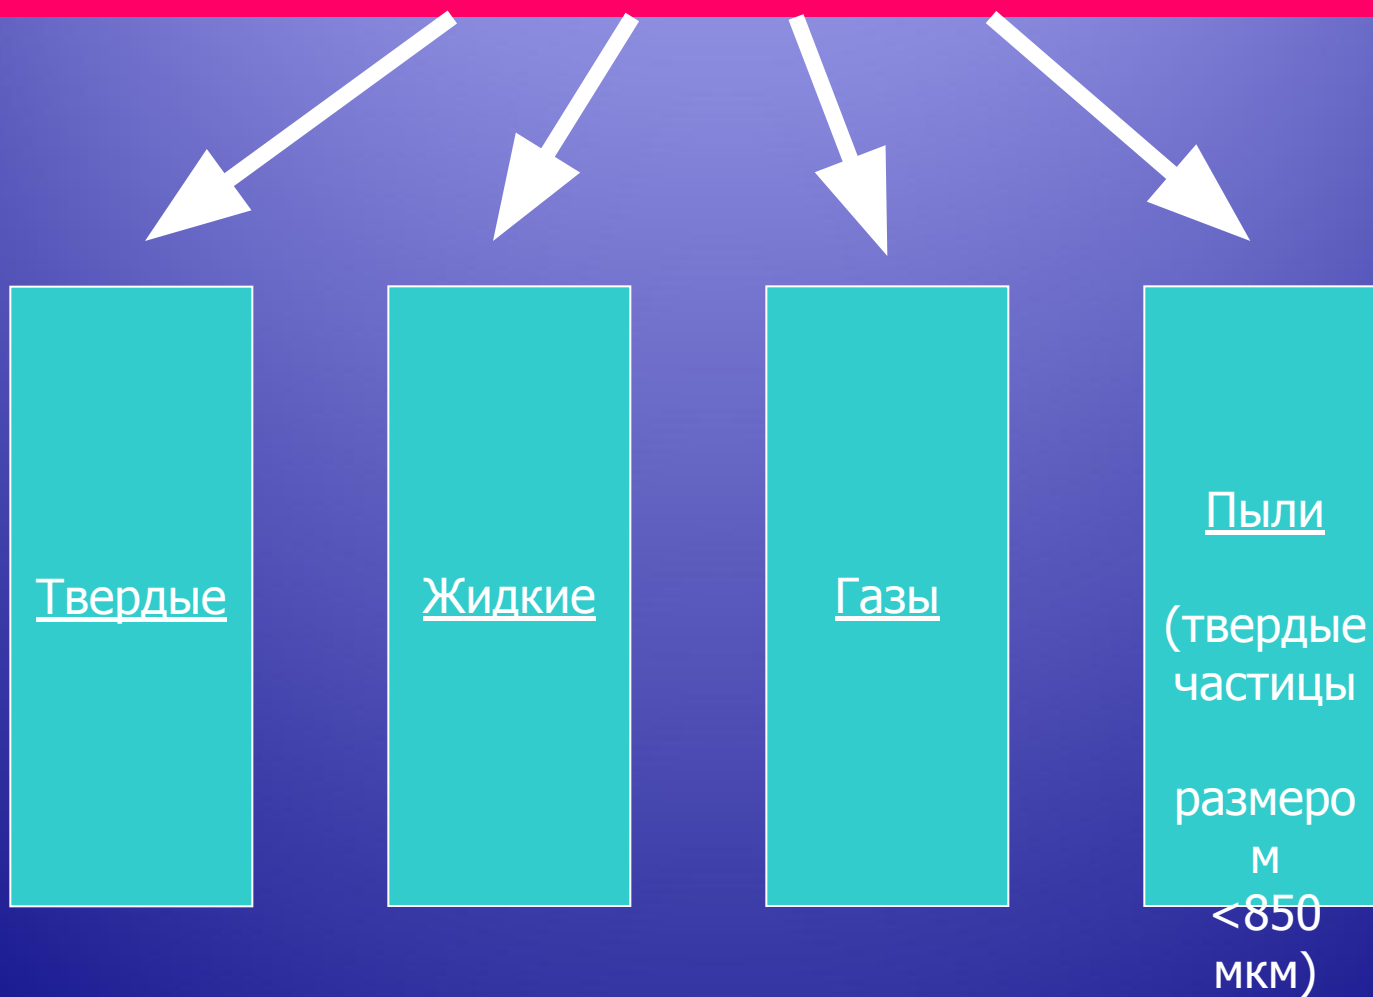 Твердые
Жидкие
Газы
Пыли
(твердые
частицы
размеро
м
<850
мкм)